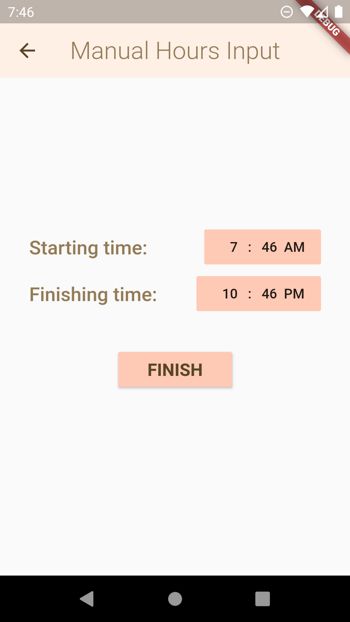 7:46
DEBUG
Manual Hours Input
Starting time: 7 : 46 AM
Finishing time: 10 : 46 PM
FINISH